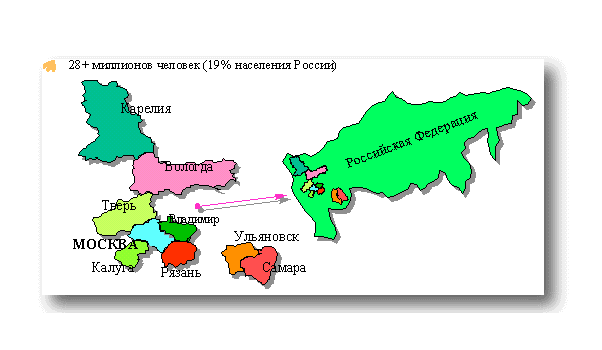 28+ миллионов человек (19% населения России)
Карелия
Российская Федерация
Вологда
Тверь
Владимир
МОСКВА
Ульяновск
Калуга
Рязань
Самара